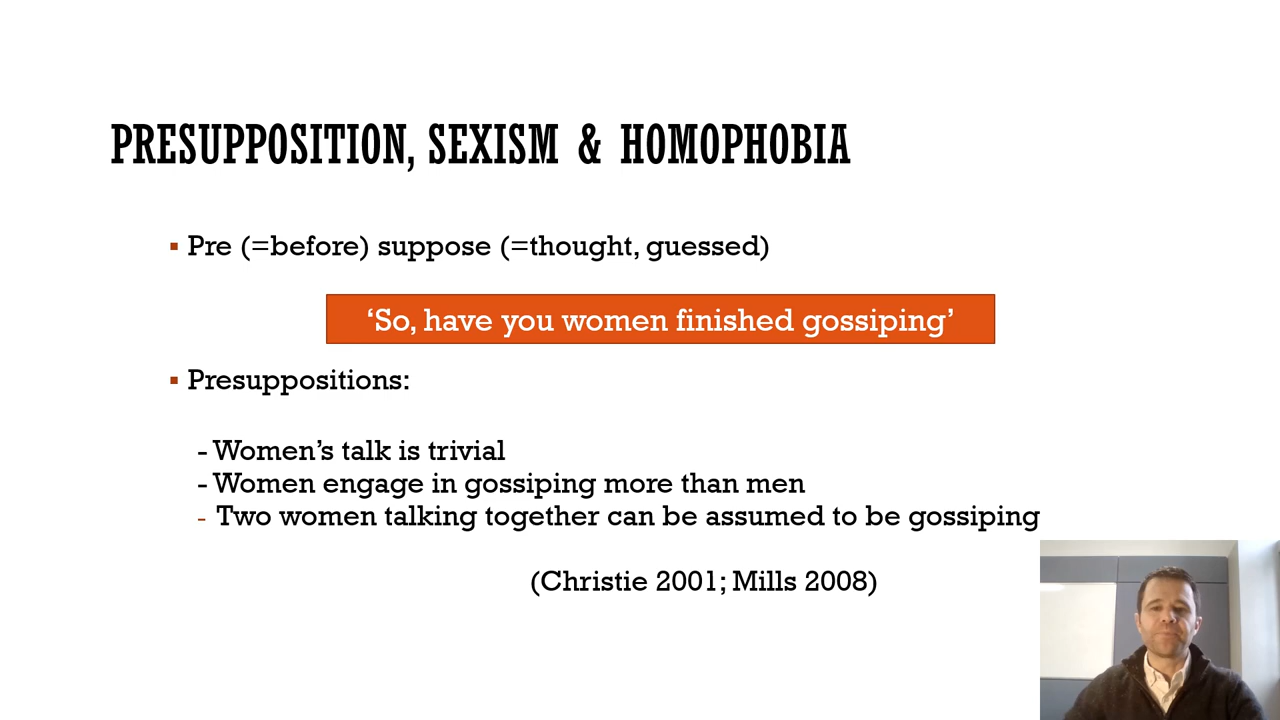 PRESUPPOSITION, SEXISM & HOMOPHOBIA
▪ Pre (=before) suppose (=thought, guessed)
‘So, have you women finished gossiping’
▪ Presuppositions:
- Women’s talk is trivial
- Women engage in gossiping more than men
- Two women talking together can be assumed to be gossiping
(Christie 2001; Mills 2008)